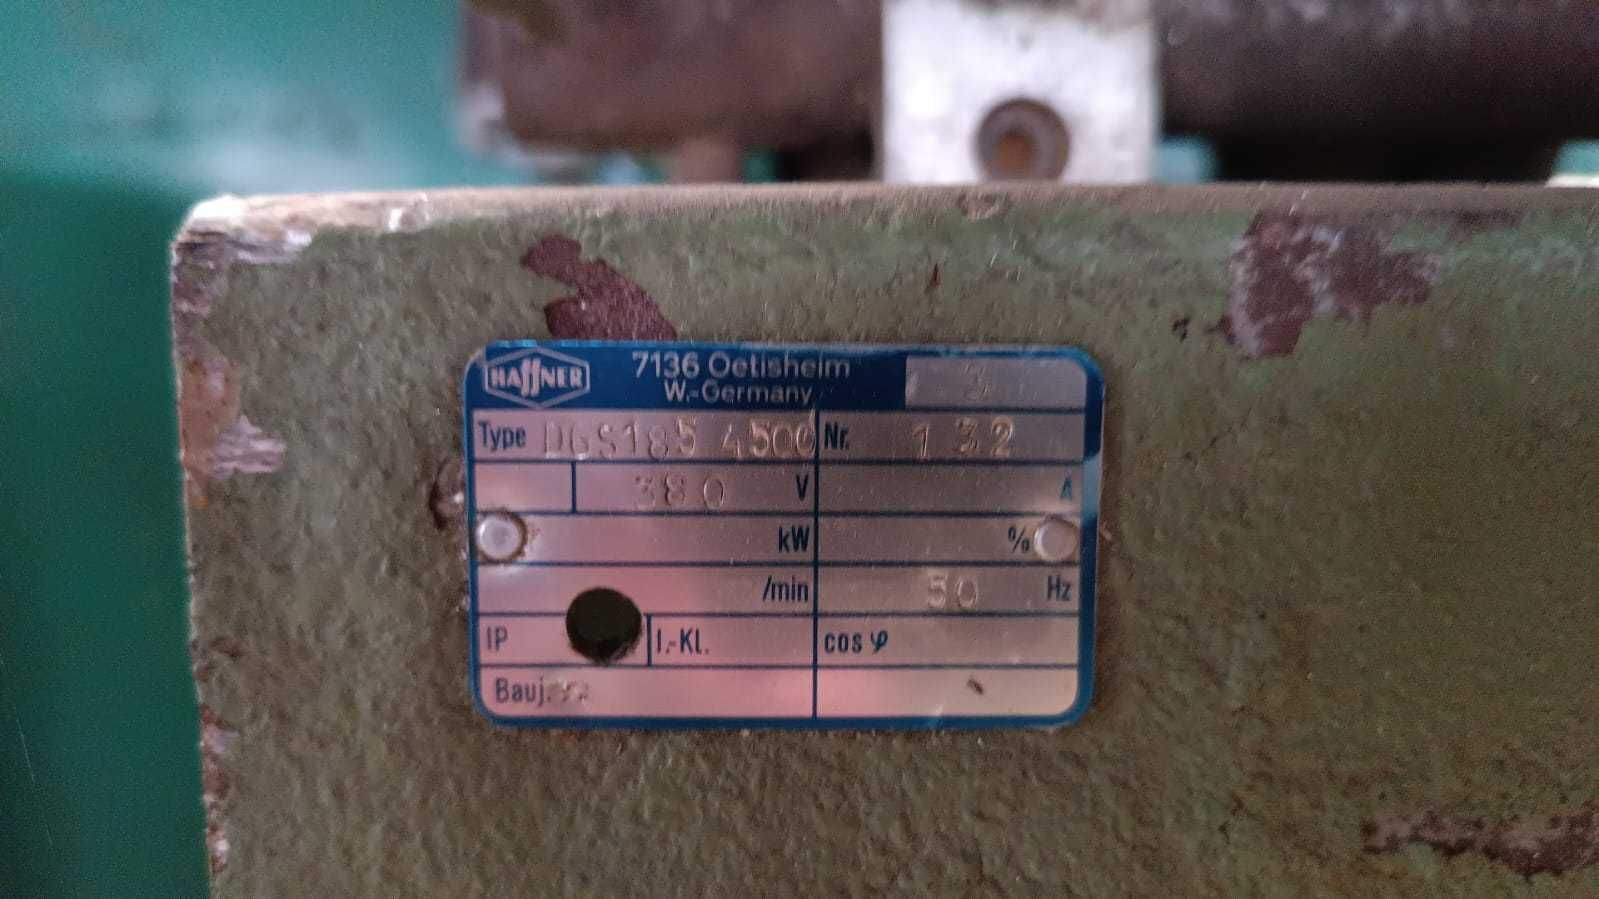 HAFFNER 7136 Oetisheim 3
W.-Germany
Type DGS185 4500 Nr. 132
380 V A
kW %
/min 50 Hz
IP I.-Kl. cos φ
Bauj.